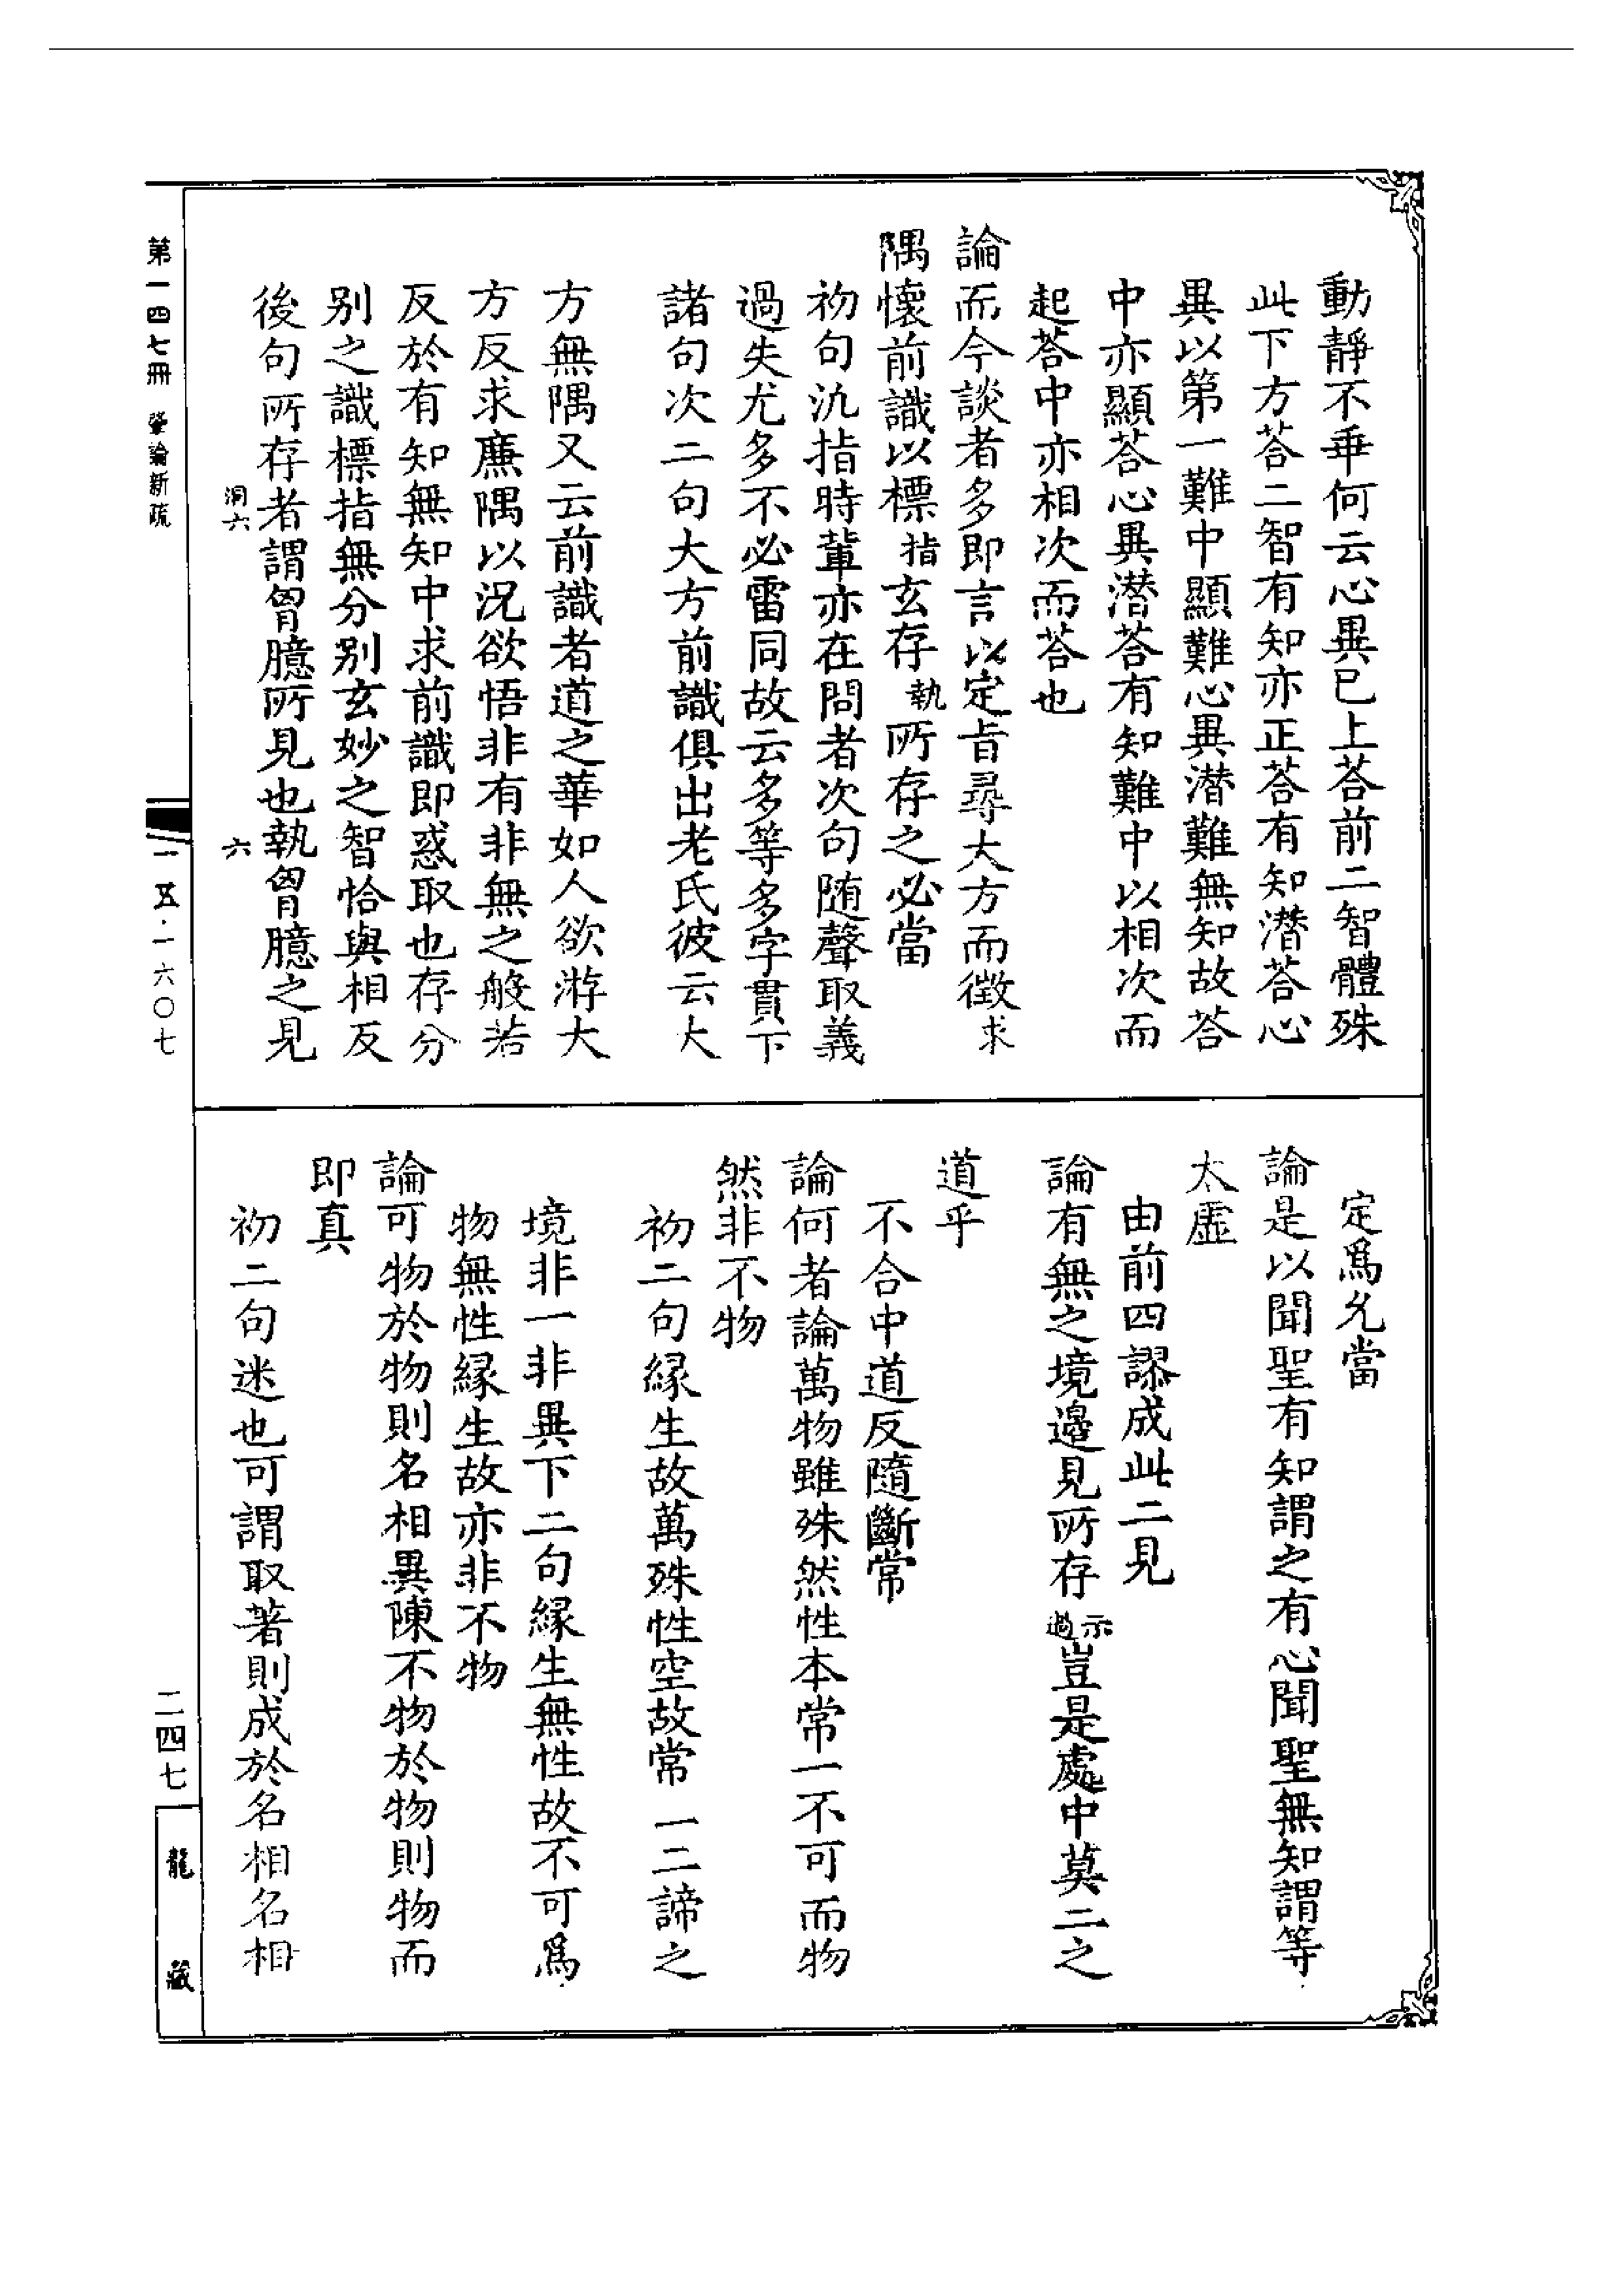 動靜不乖何云心異已上荅前二智體殊
此下方荅二智有知亦正荅有知潜荅心
異以第一難中顯難心異潜難無知故荅
中亦顯荅心異潜荅有知難中以相次而
起荅中亦相次而荅也
論而今談者多即言以定旨尋大方而徵求
隅懷前識以標指玄存執所存之必當
初句汎指時輩亦在問者次句随聲取義
過失尤多不必雷同故云多等多字貫下
諸句次二句大方前識俱出老氏彼云大
方無隅又云前識者道之華如人欲游大
方反求廉隅以況欲悟非有非無之般若
反於有知無知中求前識即惑取也存分
别之識標指無分别玄妙之智恰與相反
後句所存者謂胷臆所見也執胷臆之見
定爲允當
論是以聞聖有知謂之有心聞聖無知謂等
太虛
由前四謬成此二見
論有無之境邊見所存示過豈是處中莫二之
道乎
不合中道反隨斷常
論何者論萬物雖殊然性本常一不可而物
然非不物
初二句緣生故萬殊性空故常一二諦之
境非一非異下二句緣生無性故不可爲
物無性緣生故亦非不物
論可物於物則名相異陳不物於物則物而
即真
初二句迷也可謂取著則成於名相名相
洞六
六
第一四七冊 肇論新疏
一五·一六〇七
二四七
龍藏